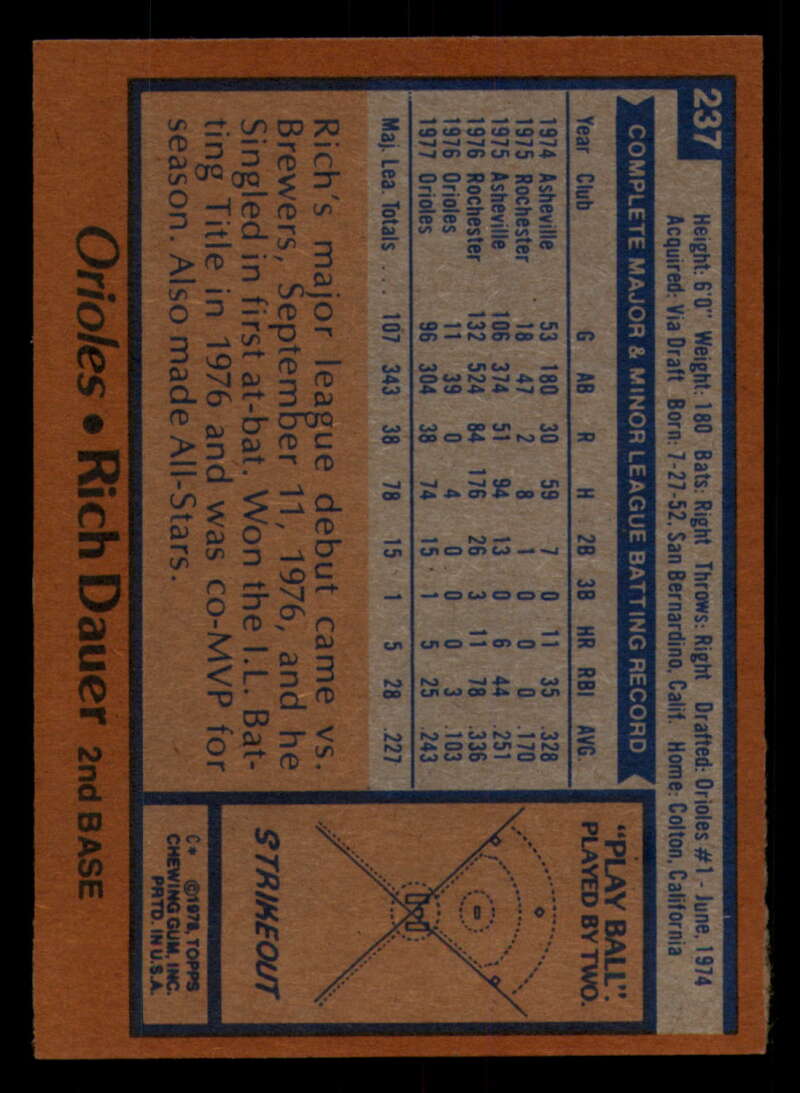 237
Height: 6'0" Weight: 180 Bats: Right Throws: Right Drafted: Orioles #1 - June, 1974
Acquired: Via Draft Born: 7-27-52, San Bernardino, Calif. Home: Colton, California
COMPLETE MAJOR & MINOR LEAGUE BATTING RECORD
Year Club G AB R H 2B 3B HR RBI AVG.
1974 Asheville 53 180 30 59 7 0 11 35 .328
1975 Rochester 18 47 2 8 1 0 0 0 .170
1975 Asheville 106 374 51 94 13 0 6 44 .251
1976 Rochester 132 524 84 176 26 3 11 78 .336
1976 Orioles 11 39 0 4 0 0 0 3 .103
1977 Orioles 96 304 38 74 15 1 5 25 .243
Maj. Lea. Totals .... 107 343 38 78 15 1 5 28 .227
Rich's major league debut came vs.
Brewers, September 11, 1976, and he
Singled in first at-bat. Won the I.L. Bat-
ting Title in 1976 and was co-MVP for
season. Also made All-Stars.
"PLAY BALL".
PLAYED BY TWO.
STRIKEOUT
C* ©1978, TOPPS
CHEWING GUM, INC.
PRTD. IN U.S.A.
Orioles • Rich Dauer 2nd BASE